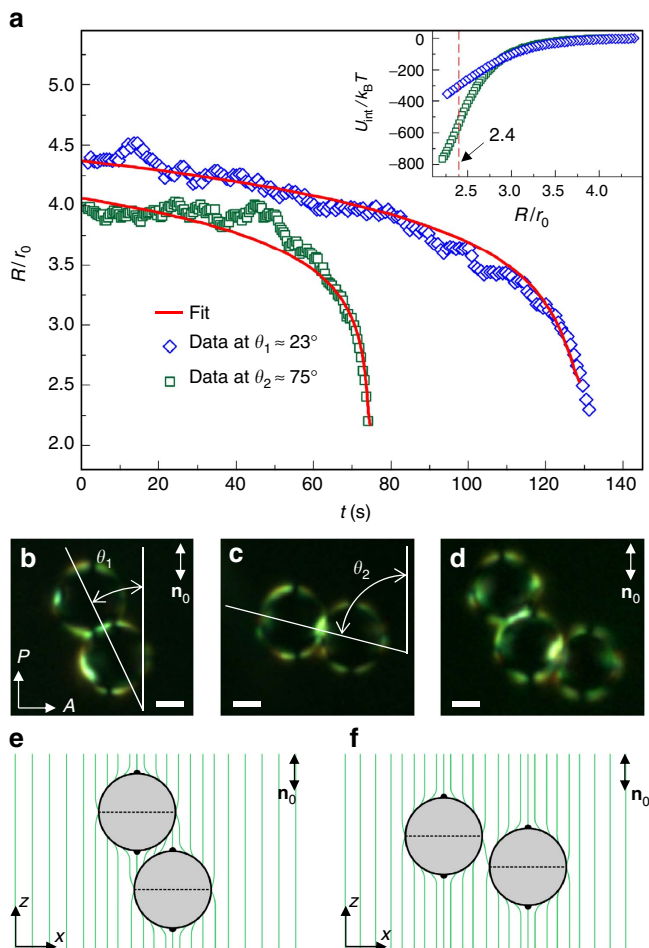 a
5.0
4.5
4.0
3.5
3.0
2.5
2.0
R/r₀
0 20 40 60 80 100 120 140
t (s)
Fit
Data at θ₁ ≈ 23°
Data at θ₂ ≈ 75°
0
−200
−400
−600
−800
U_int/k_BT
2.4
2.5 3.0 3.5 4.0
R/r₀
b
θ₁
n₀
P
A
c
θ₂
d
n₀
e
n₀
z
x
f
n₀
z
x